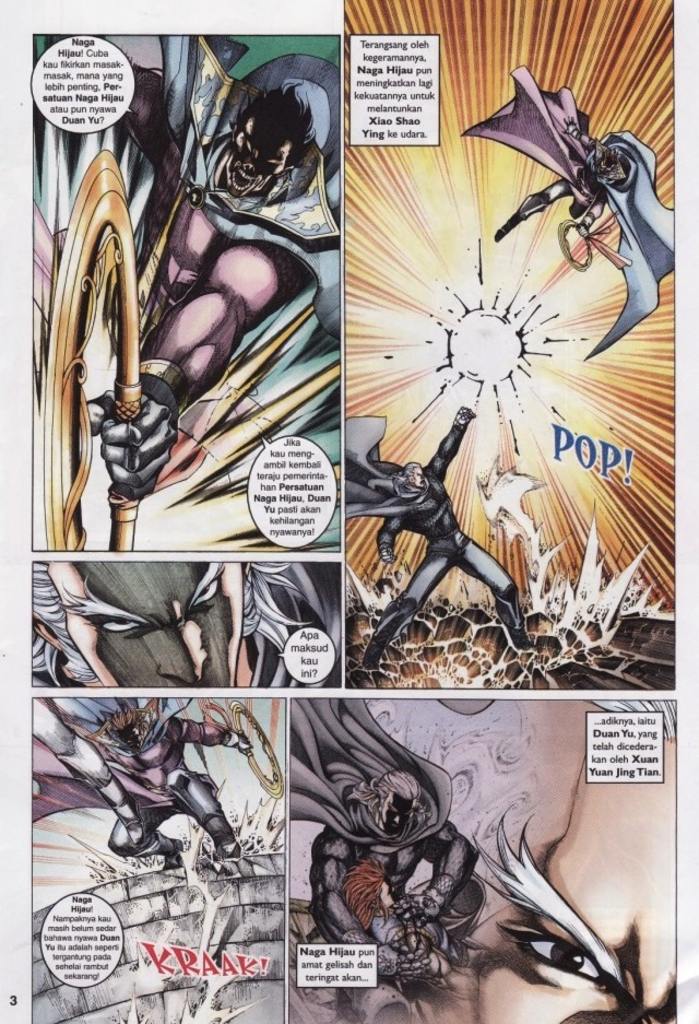 Naga
Hijau! Cuba
kau fikirkan masak-
masak, mana yang
lebih penting, Per-
satuan Naga Hijau
atau pun nyawa
Duan Yu?
Jika
kau meng-
ambil kembali
teraju pemerinta-
han Persatuan
Naga Hijau, Duan
Yu pasti akan
kehilangan
nyawanya!
Terangsang oleh
kegeramannya,
Naga Hijau pun
meningkatkan lagi
kekuatannya untuk
melantunkan
Xiao Shao
Ying ke udara.
POP!
Apa
maksud
kau
ini?
Naga
Hijau!
Nampaknya kau
masih belum sedar
bahawa nyawa Duan
Yu itu adalah seperti
tergantung pada
sehelai rambut
sekarang!
KRAAK!
Naga Hijau pun
amat gelisah dan
teringat akan...
...adiknya, iaitu
Duan Yu, yang
telah dicedera-
kan oleh Xuan
Yuan Jing Tian.
3